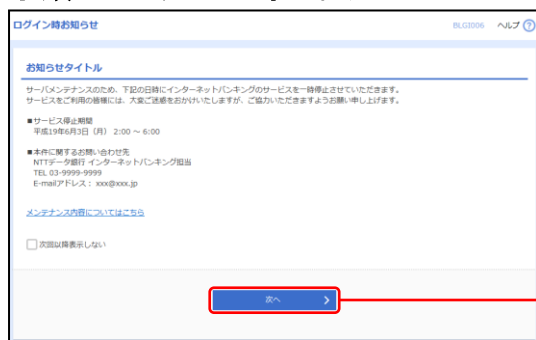 ログイン時お知らせ
BLGI006 ヘルプ ?
お知らせタイトル
サーバメンテナンスのため、下記の日時にインターネットバンキングのサービスを一時停止させていただきます。
サービスをご利用の皆様には、大変ご迷惑をおかけいたしますが、ご協力いただきますようお願い申し上げます。
■サービス停止期間
平成19年6月3日（月） 2:00 ～ 6:00
■本件に関するお問い合わせ先
NTTデータ銀行 インターネットバンキング担当
TEL 03-9999-9999
E-mailアドレス： xxx@xxx.jp
メンテナンス内容についてはこちら
次回以降表示しない
次へ